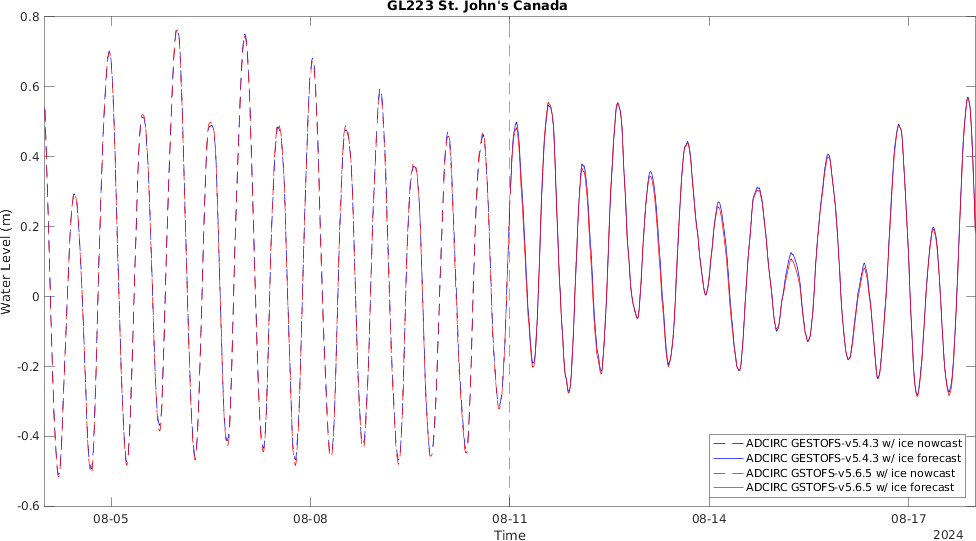 GL223 St. John's Canada
Water Level (m)
0.8
0.6
0.4
0.2
0
-0.2
-0.4
-0.6
ADCIRC GESTOFS-v5.4.3 w/ ice nowcast
ADCIRC GESTOFS-v5.4.3 w/ ice forecast
ADCIRC GSTOFS-v5.6.5 w/ ice nowcast
ADCIRC GSTOFS-v5.6.5 w/ ice forecast
08-05 08-08 08-11 08-14 08-17
Time
2024